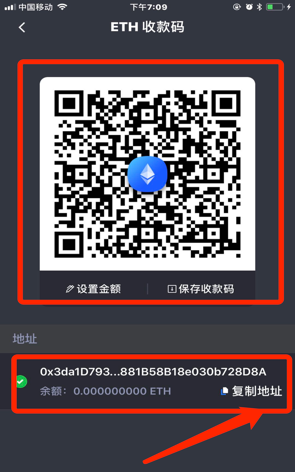 中国移动 下午7:09
ETH 收款码
设置金额 保存收款码
地址
0x3da1D793...881B58B18e030b728D8A
余额： 0.000000000 ETH 复制地址